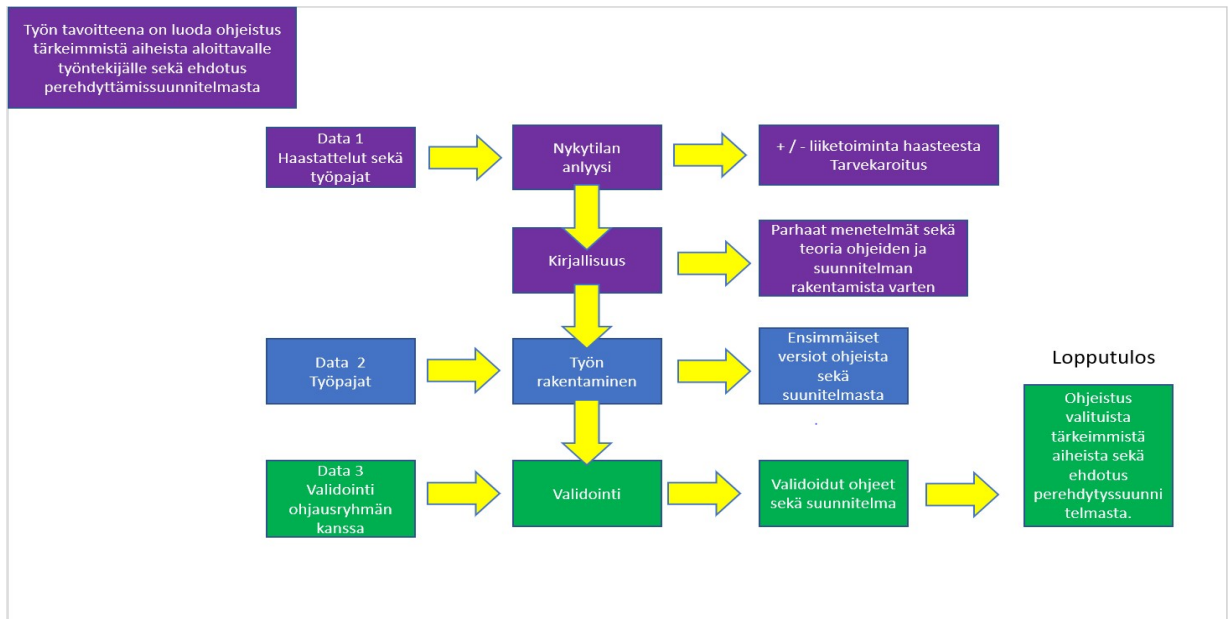 Työn tavoitteena on luoda ohjeistus
tärkeimmistä aiheista aloittavalle
työntekijälle sekä ehdotus
perehdyttämissuunnitelmasta
Data 1
Haastattelut sekä
työpajat
Nykytilan
anlyysi
+ / - liiketoiminta haasteesta
Tarvekaroitus
Kirjallisuus
Parhaat menetelmät sekä
teoria ohjeiden ja
suunnitelman
rakentamista varten
Data 2
Työpajat
Työn
rakentaminen
Ensimmäiset
versiot ohjeista
sekä
suunitelmasta
.
Data 3
Validointi
ohjausryhmän
kanssa
Validointi
Validoidut ohjeet
sekä suunnitelma
Lopputulos
Ohjeistus
valituista
tärkeimmistä
aiheista sekä
ehdotus
perehdytyssuunni
telmasta.